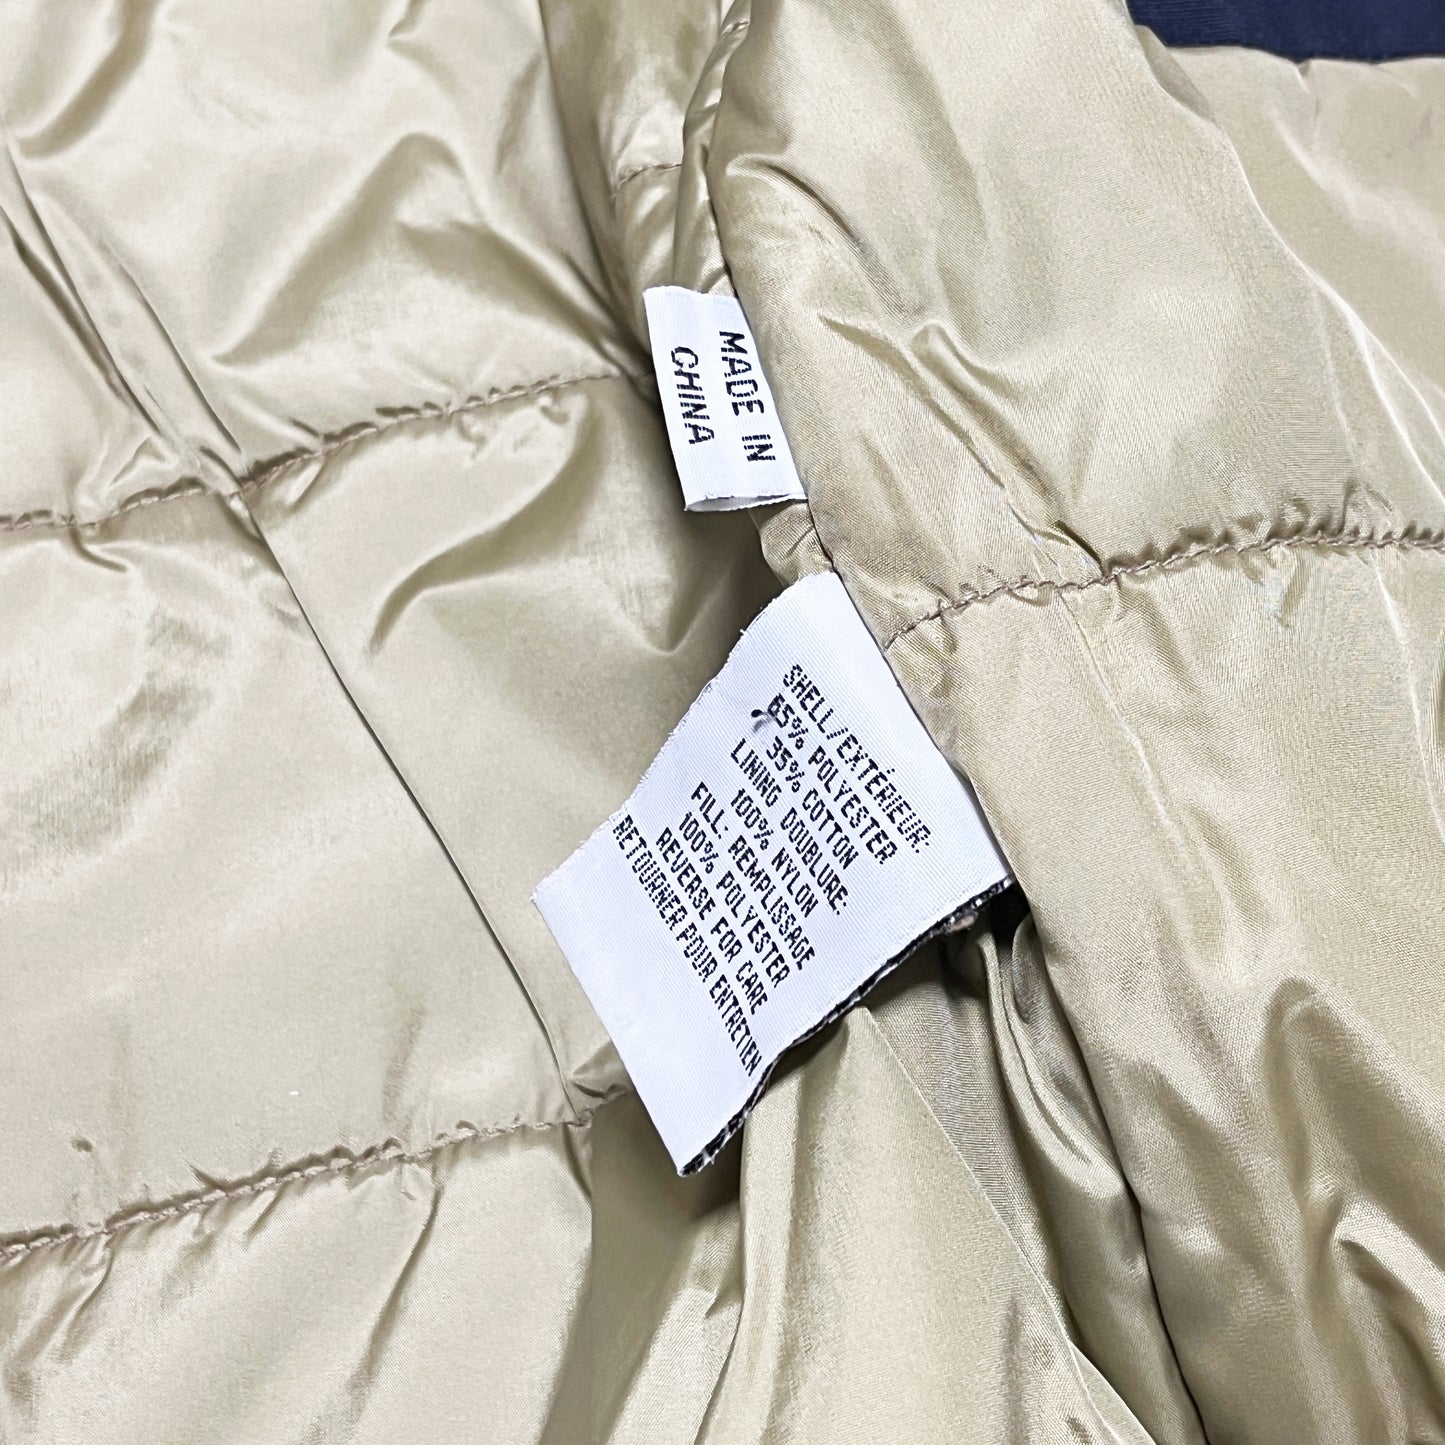 MADE IN
CHINA
SHELL/EXTÉRIEUR:
65% POLYESTER
35% COTTON
LINING DOUBLURE:
100% NYLON
FILL: REMPLISSAGE
100% POLYESTER
REVERSE FOR CARE
RETOURNER POUR ENTRETIEN